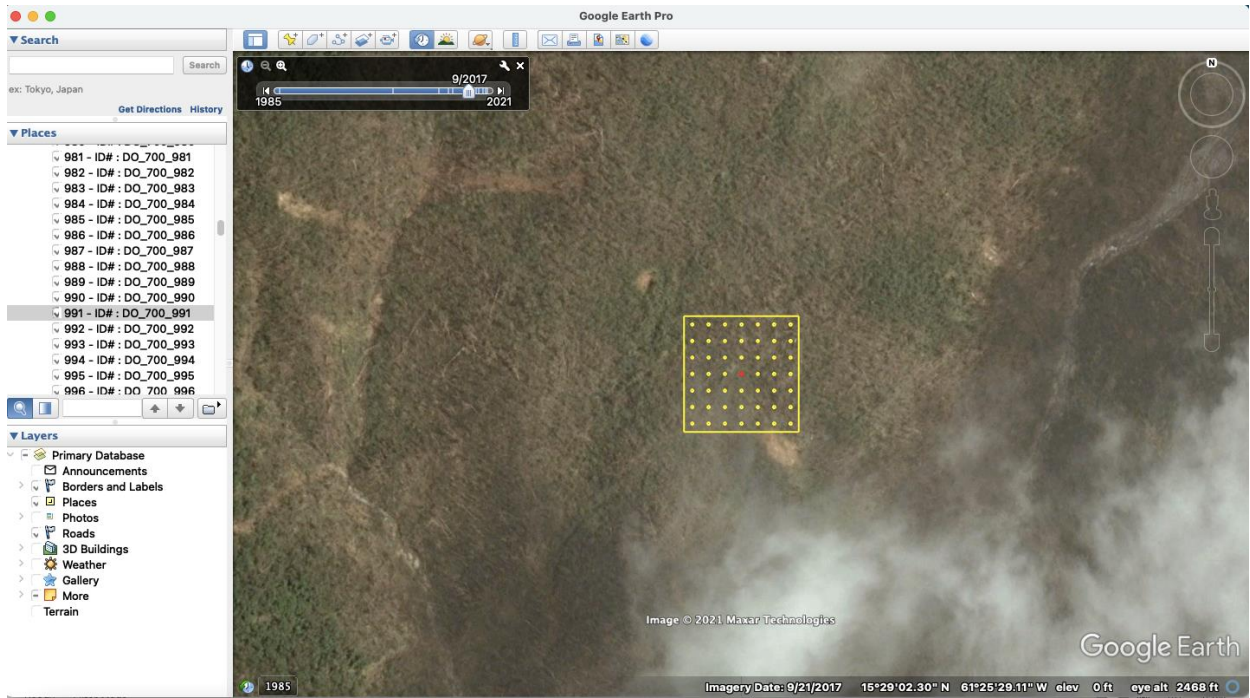 Google Earth Pro
▼ Search
Search
ex: Tokyo, Japan
Get Directions History
▼ Places
981 - ID# : DO_700_981
982 - ID# : DO_700_982
983 - ID# : DO_700_983
984 - ID# : DO_700_984
985 - ID# : DO_700_985
986 - ID# : DO_700_986
987 - ID# : DO_700_987
988 - ID# : DO_700_988
989 - ID# : DO_700_989
990 - ID# : DO_700_990
991 - ID# : DO_700_991
992 - ID# : DO_700_992
993 - ID# : DO_700_993
994 - ID# : DO_700_994
995 - ID# : DO_700_995
996 - ID# : DO_700_996
▼ Layers
Primary Database
Announcements
Borders and Labels
Places
Photos
Roads
3D Buildings
Weather
Gallery
More
Terrain
9/2017
1985 2021
N
Image © 2021 Maxar Technologies
Google Earth
1985
Imagery Date: 9/21/2017 15°29'02.30" N 61°25'29.11" W elev 0 ft eye alt 2468 ft